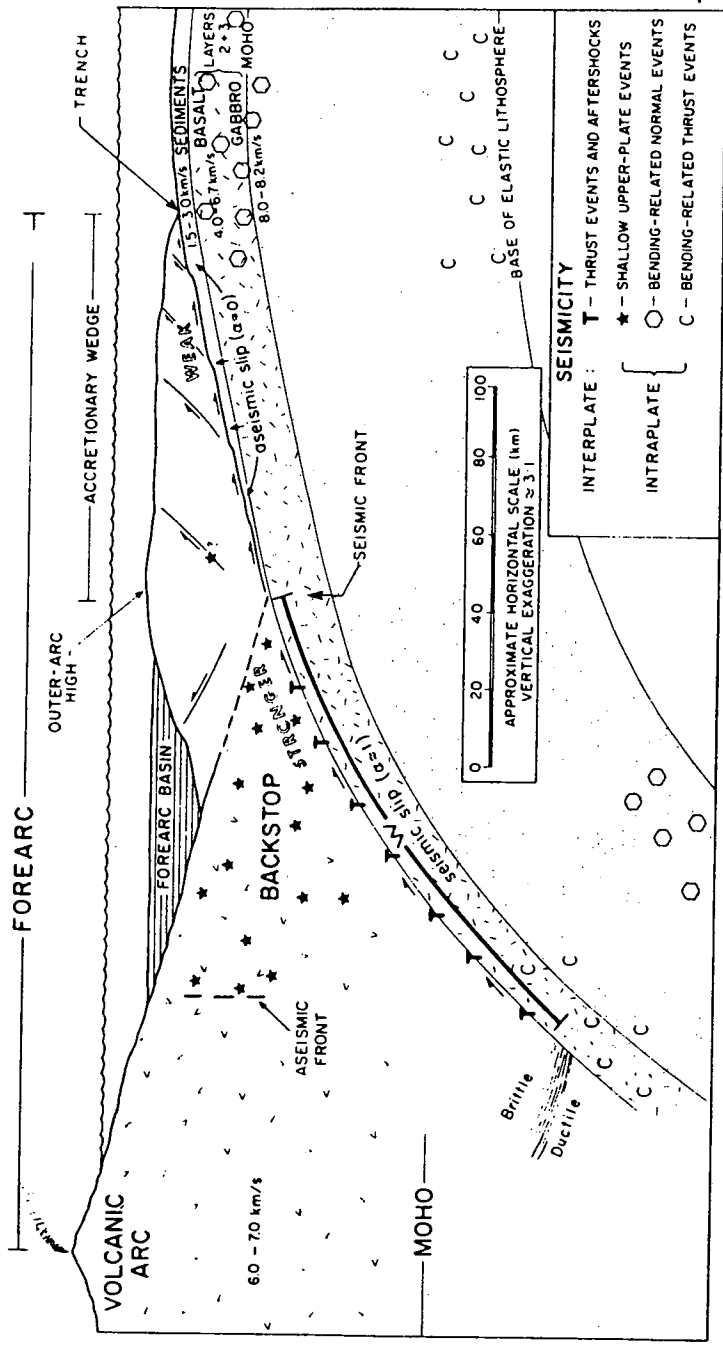 FOREARC
ACCRETIONARY WEDGE
OUTER-ARC
HIGH
TRENCH
VOLCANIC
ARC
FOREARC BASIN
WEAK
aseismic slip (α≈0)
1.5-3.0 km/s SEDIMENTS
BASALT
LAYERS
2 + 3
4.0-6.7 km/s
GABBRO
MOHO
8.0-8.2 km/s
STRONGER
BACKSTOP
ASEISMIC
FRONT
6.0 - 7.0 km/s
SEISMIC FRONT
W
seismic slip (α≈1)
MOHO
Brittle
Ductile
BASE OF ELASTIC LITHOSPHERE
0 20 40 60 80 100
APPROXIMATE HORIZONTAL SCALE (km)
VERTICAL EXAGGERATION ≃ 3:1
SEISMICITY
INTERPLATE : T - THRUST EVENTS AND AFTERSHOCKS
★ - SHALLOW UPPER-PLATE EVENTS
INTRAPLATE
- BENDING-RELATED NORMAL EVENTS
C - BENDING-RELATED THRUST EVENTS